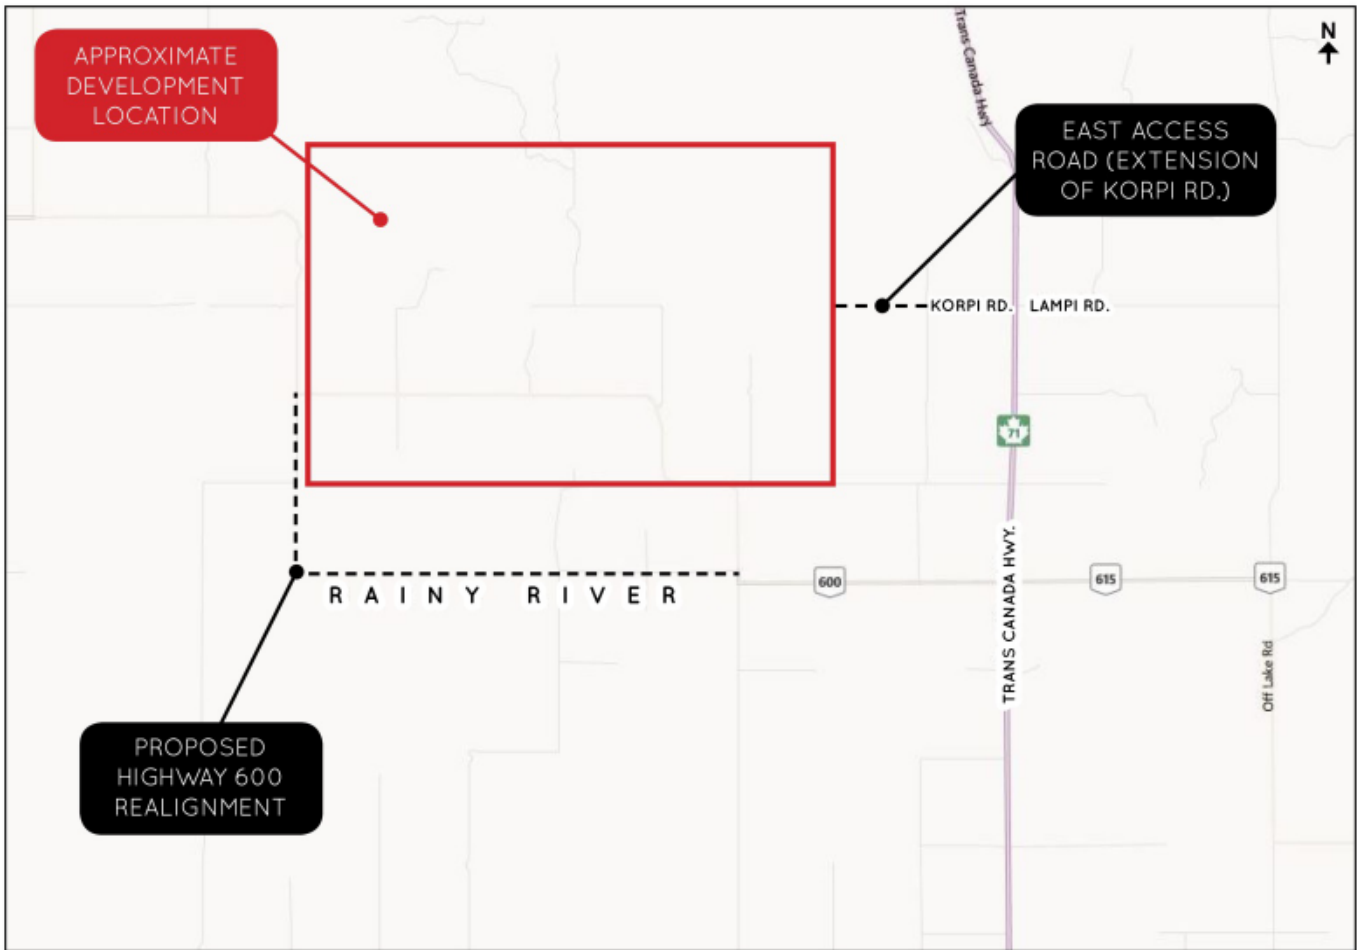 APPROXIMATE
DEVELOPMENT
LOCATION
Trans Canada Hwy
N
EAST ACCESS
ROAD (EXTENSION
OF KORPI RD.)
KORPI RD.
LAMPI RD.
71
RAINY RIVER
600
TRANS CANADA HWY.
615
615
Off Lake Rd
PROPOSED
HIGHWAY 600
REALIGNMENT